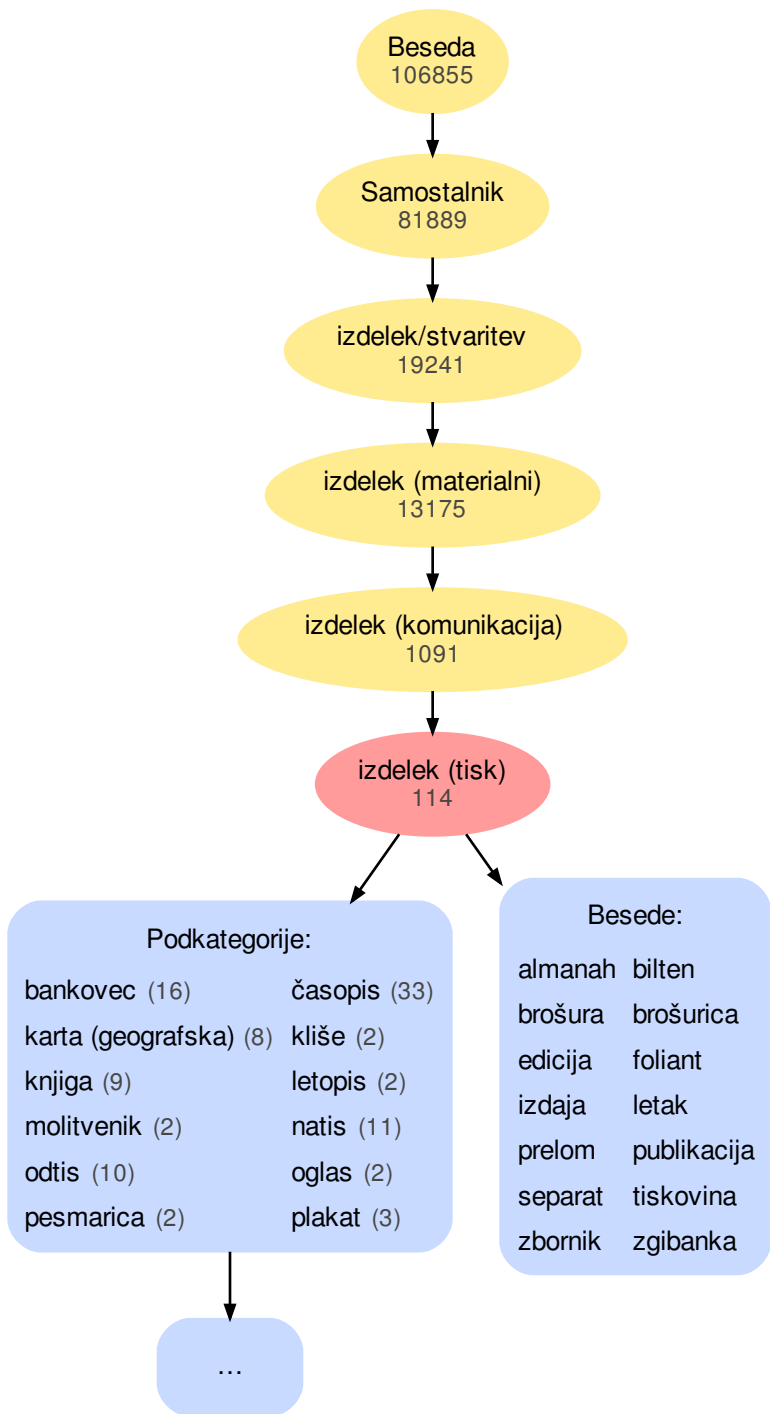 Beseda
106855
Samostalnik
81889
izdelek/stvaritev
19241
izdelek (materialni)
13175
izdelek (komunikacija)
1091
izdelek (tisk)
114
Podkategorije:
bankovec (16) časopis (33)
karta (geografska) (8) kliše (2)
knjiga (9) letopis (2)
molitvenik (2) natis (11)
odtis (10) oglas (2)
pesmarica (2) plakat (3)
Besede:
almanah bilten
brošura brošurica
edicija foliant
izdaja letak
prelom publikacija
separat tiskovina
zbornik zgibanka
...